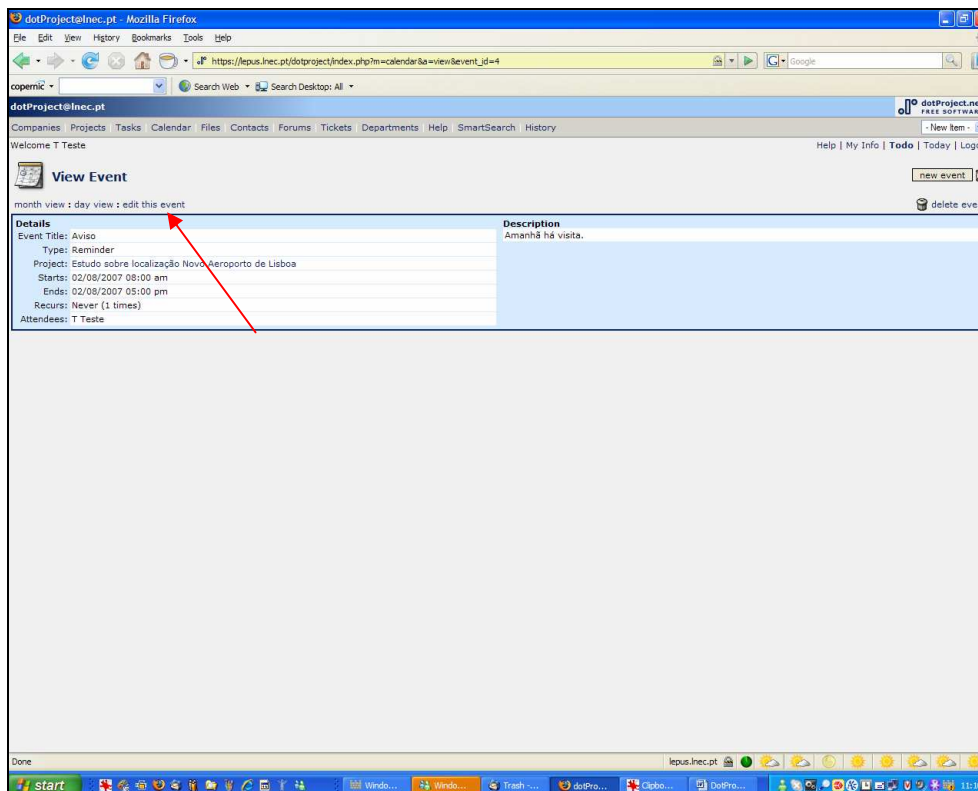 dotProject@lnec.pt - Mozilla Firefox
File Edit View History Bookmarks Tools Help
https://lepus.lnec.pt/dotproject/index.php?m=calendar&a=view&event_id=4
G Google
copernic Search Web Search Desktop: All
dotProject@lnec.pt
dotProject.ne
FREE SOFTWAR
Companies Projects Tasks Calendar Files Contacts Forums Tickets Departments Help SmartSearch History
- New Item -
Welcome T Teste
Help | My Info | Todo | Today | Logo
View Event
new event
month view : day view : edit this event
delete eve
Details
Event Title: Aviso
Type: Reminder
Project: Estudo sobre localização Novo Aeroporto de Lisboa
Starts: 02/08/2007 08:00 am
Ends: 02/08/2007 05:00 pm
Recurs: Never (1 times)
Attendees: T Teste
Description
Amanhã há visita.
Done
lepus.lnec.pt
start
Windo...
Windo...
Trash -...
dotPro...
Clipbo...
DotPro...